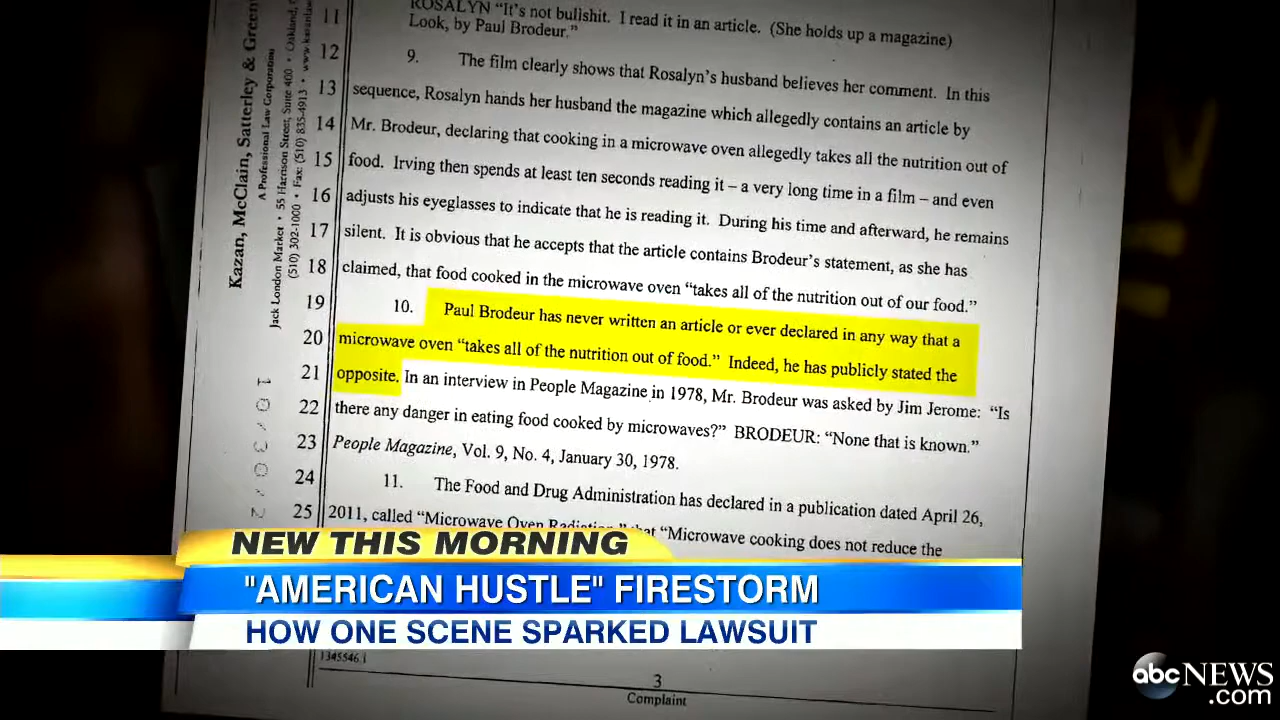 11 ROSALYN "It's not bullshit. I read it in an article. (She holds up a magazine)
Look, by Paul Brodeur."
12 9. The film clearly shows that Rosalyn's husband believes her comment. In this
13 sequence, Rosalyn hands her husband the magazine which allegedly contains an article by
14 Mr. Brodeur, declaring that cooking in a microwave oven allegedly takes all the nutrition out of
15 food. Irving then spends at least ten seconds reading it – a very long time in a film – and even
16 adjusts his eyeglasses to indicate that he is reading it. During his time and afterward, he remains
17 silent. It is obvious that he accepts that the article contains Brodeur's statement, as she has
18 claimed, that food cooked in the microwave oven "takes all of the nutrition out of our food."
19 10. Paul Brodeur has never written an article or ever declared in any way that a
20 microwave oven "takes all of the nutrition out of food." Indeed, he has publicly stated the
21 opposite. In an interview in People Magazine in 1978, Mr. Brodeur was asked by Jim Jerome: "Is
22 there any danger in eating food cooked by microwaves?" BRODEUR: "None that is known."
23 People Magazine, Vol. 9, No. 4, January 30, 1978.
24 11. The Food and Drug Administration has declared in a publication dated April 26,
25 2011, called "Microwave Oven Radiation," that "Microwave cooking does not reduce the
Kazan, McClain, Satterley & Green
A Professional Law Corporation
Jack London Market • 55 Harrison Street, Suite 400 • Oakland,
(510) 302-1000 • Fax: (510) 835-4913 •
10/30/2
NEW THIS MORNING
"AMERICAN HUSTLE" FIRESTORM
HOW ONE SCENE SPARKED LAWSUIT
1345546.1
3
Complaint
abc NEWS
.com